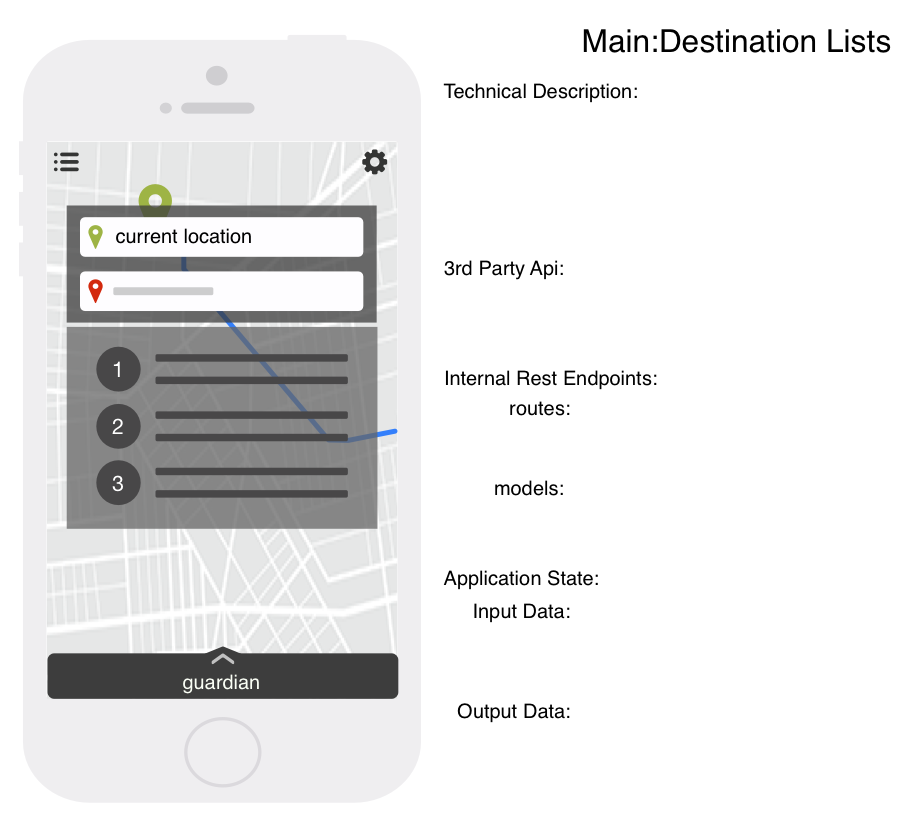 Main:Destination Lists
Technical Description:
current location
3rd Party Api:
1
2
3
Internal Rest Endpoints:
routes:
models:
Application State:
Input Data:
guardian
Output Data: